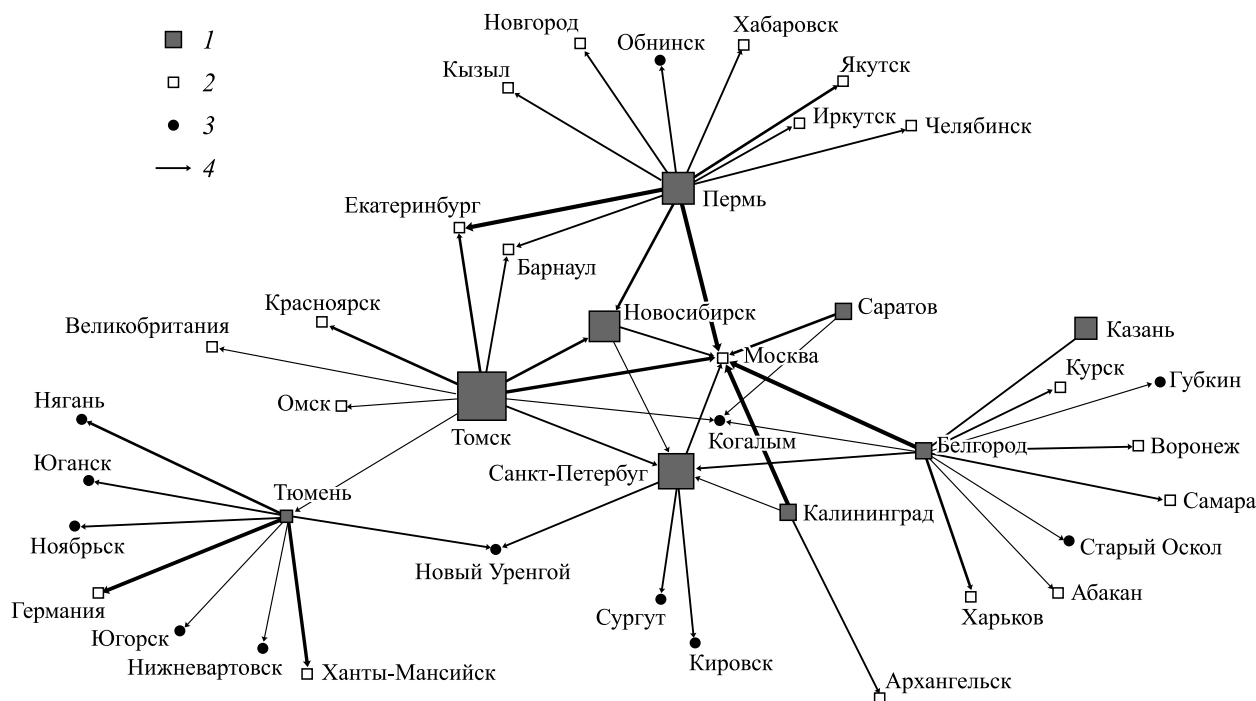 1
2
3
4
Новгород
Хабаровск
Обнинск
Кызыл
Якутск
Иркутск
Челябинск
Пермь
Екатеринбург
Барнаул
Красноярск
Новосибирск
Саратов
Великобритания
Казань
Москва
Курск
Губкин
Нягань
Омск
Томск
Когалым
Белгород
Воронеж
Юганск
Санкт-Петербуг
Тюмень
Самара
Калининград
Ноябрьск
Старый Оскол
Новый Уренгой
Абакан
Германия
Сургут
Харьков
Югорск
Нижневартовск
Кировск
Ханты-Мансийск
Архангельск